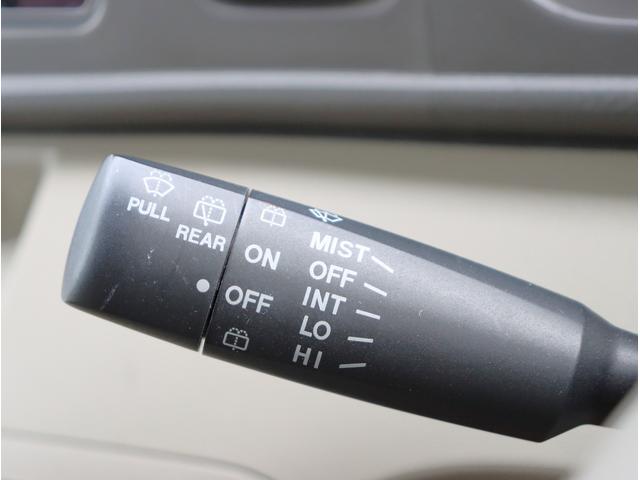 PULL
REAR
ON
OFF
MIST
OFF
INT
LO
HI